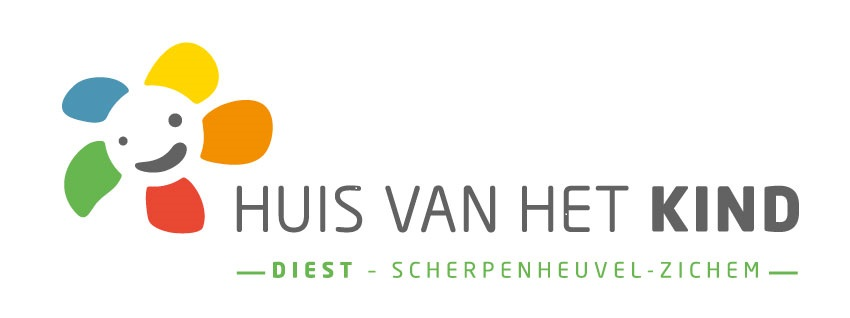 HUIS VAN HET KIND
DIEST - SCHERPENHEUVEL-ZICHEM